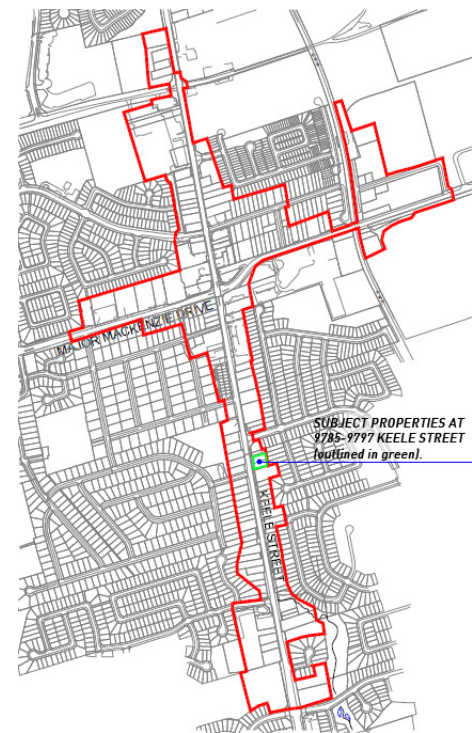 MAJOR MACKENZIE DRIVE
SUBJECT PROPERTIES AT
9785-9797 KEELE STREET
(outlined in green).
KEELE STREET